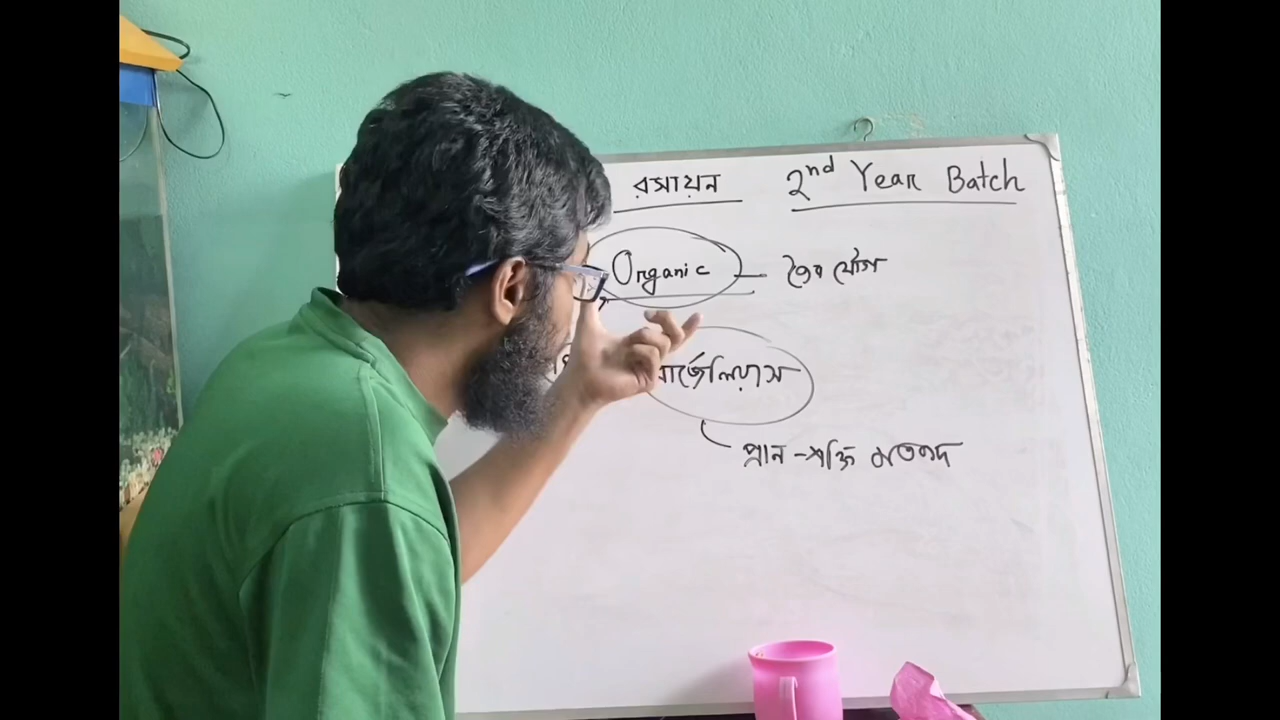 রসায়ন 2nd Year Batch
Organic — জৈব যৌগ
বার্জেলিয়াস
প্রান - শক্তি মতবাদ